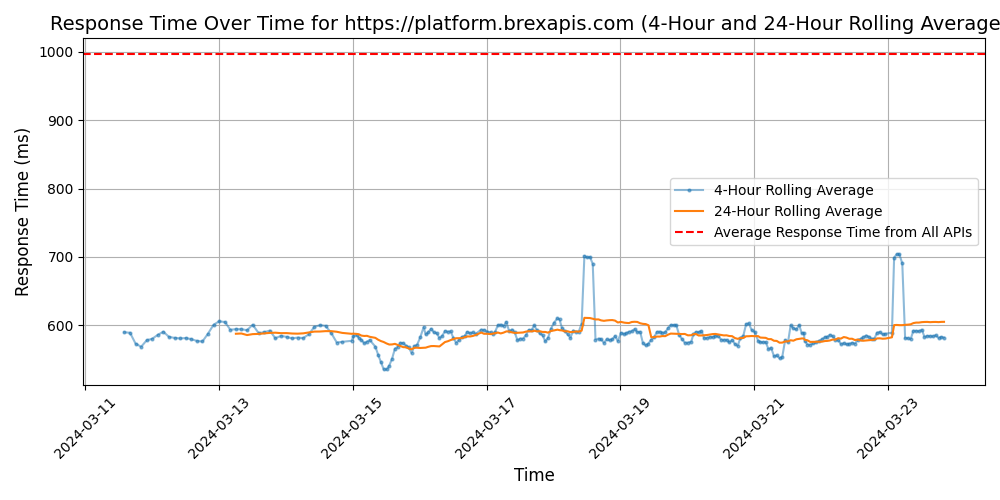 Response Time Over Time for https://platform.brexapis.com (4-Hour and 24-Hour Rolling Average
Response Time (ms)
1000
900
800
700
600
4-Hour Rolling Average
24-Hour Rolling Average
Average Response Time from All APIs
2024-03-11
2024-03-13
2024-03-15
2024-03-17
2024-03-19
2024-03-21
2024-03-23
Time